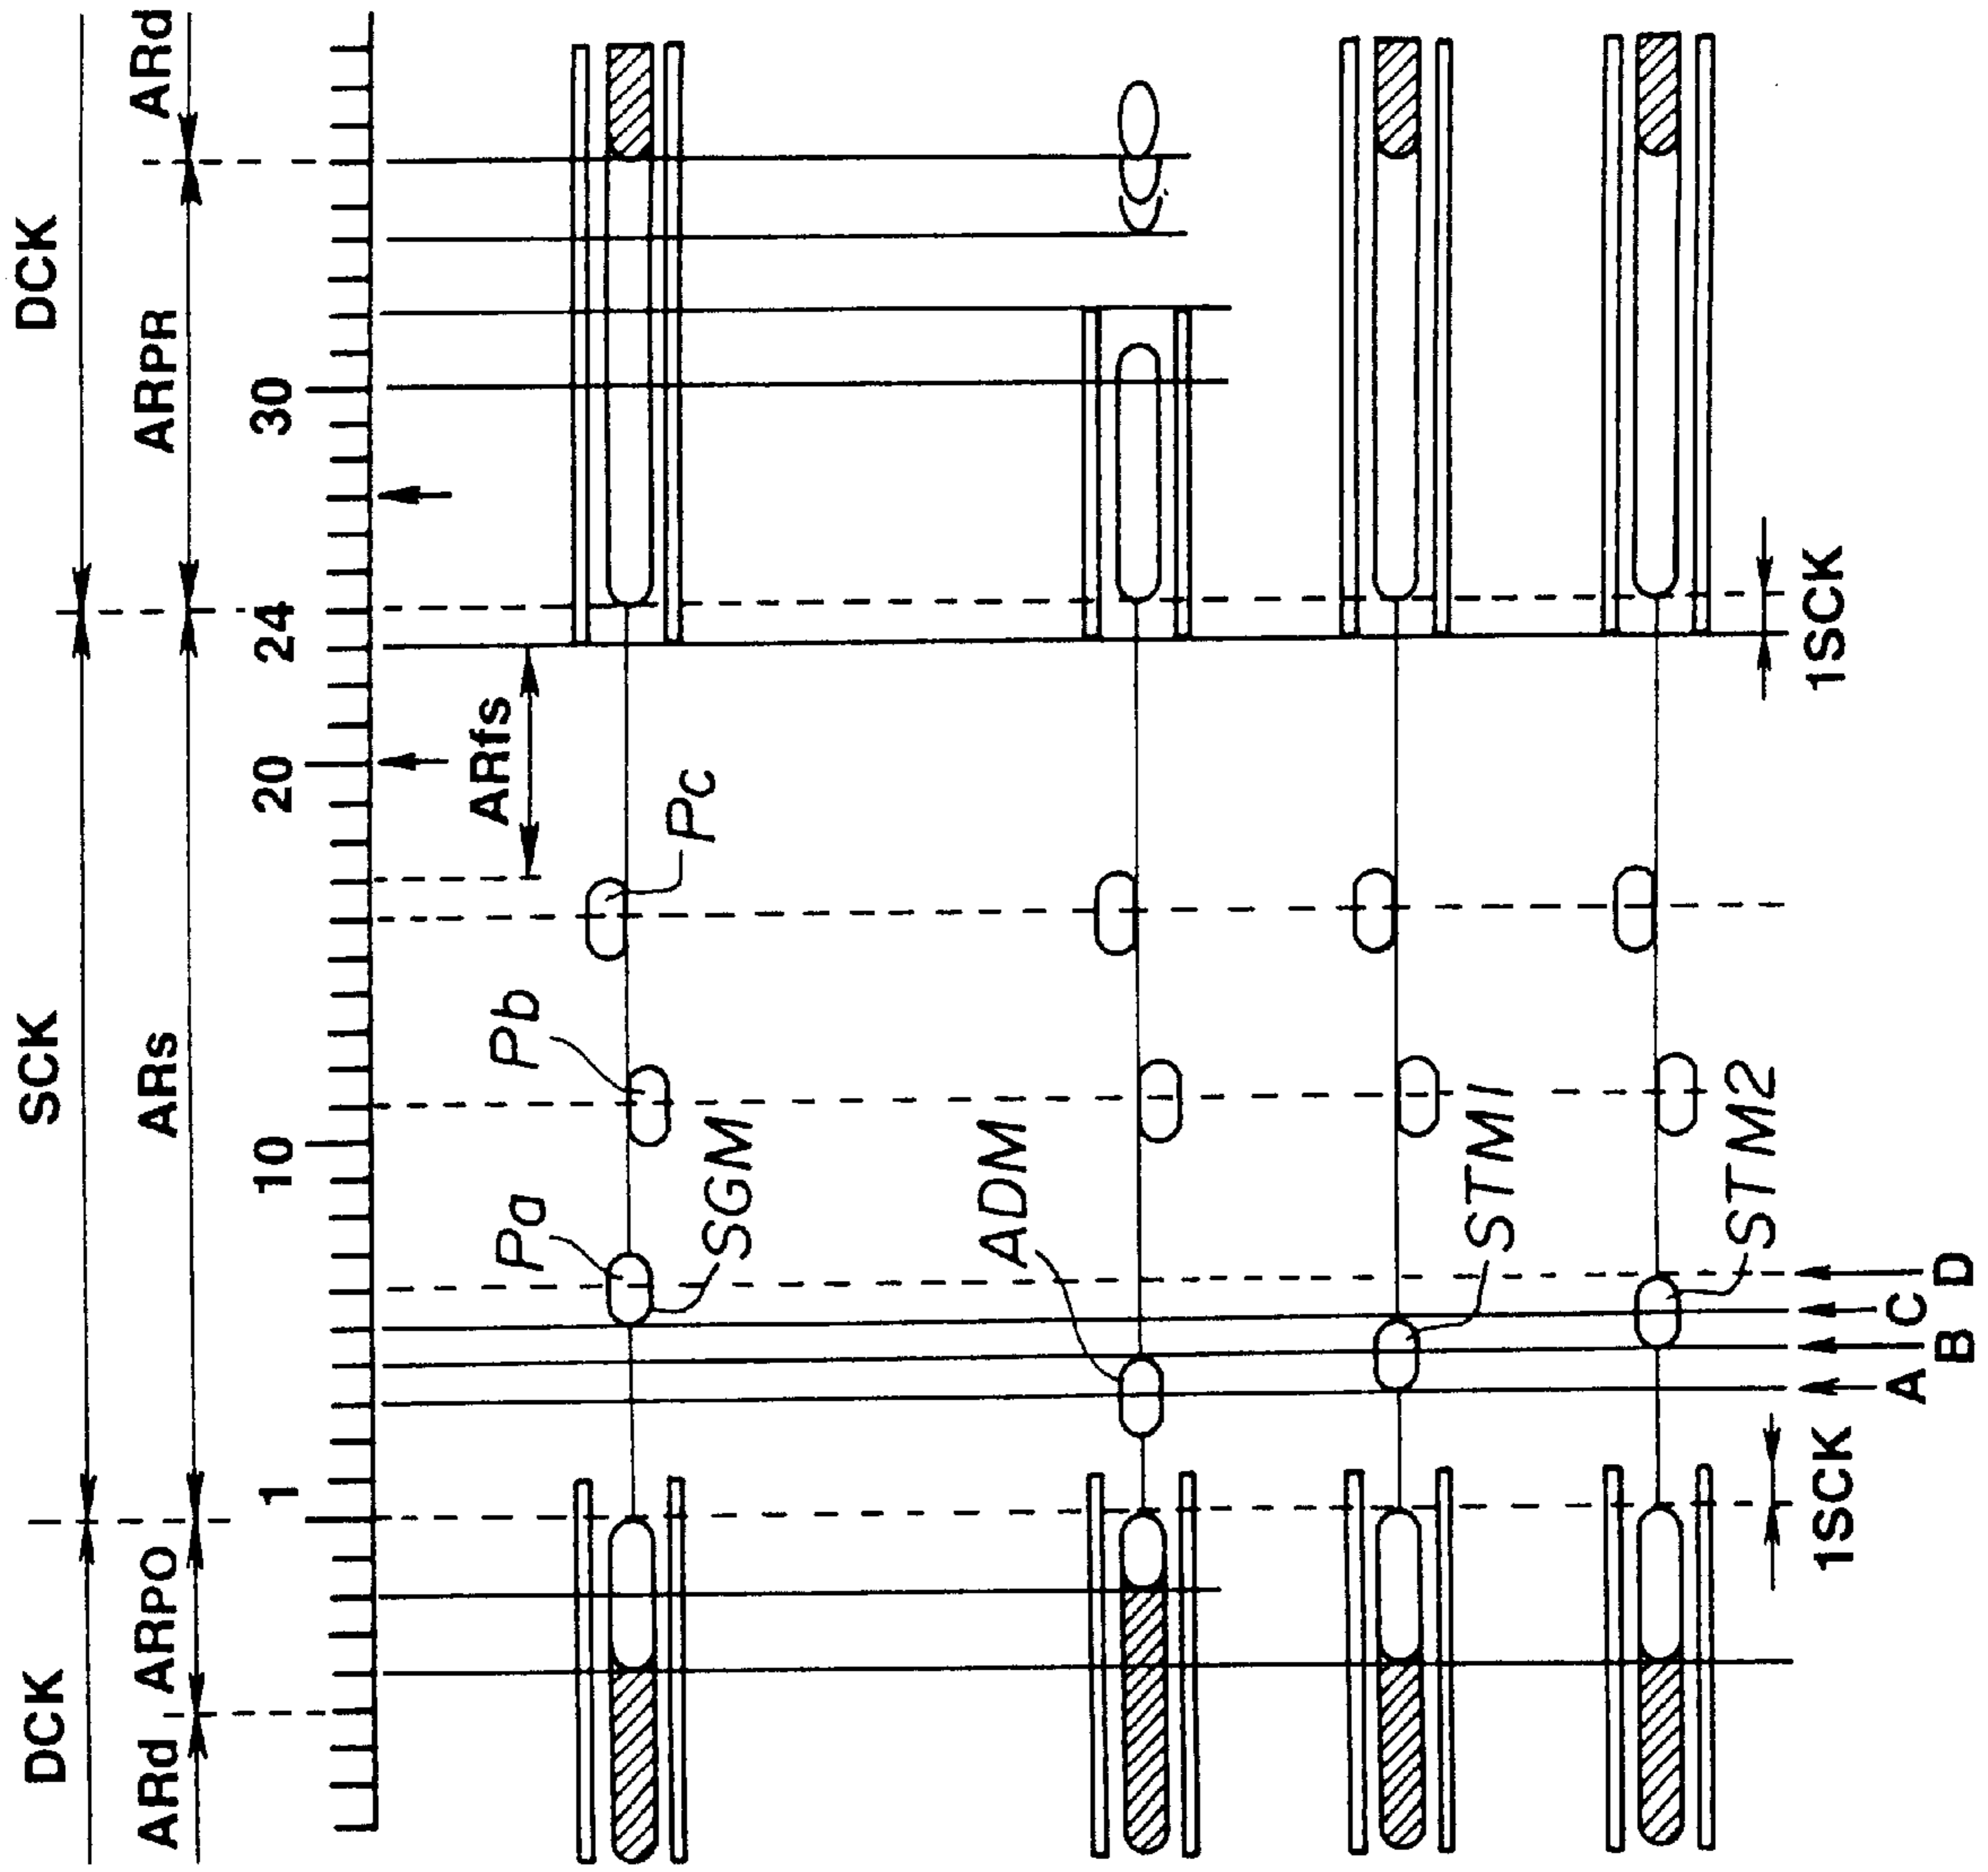 DCK SCK DCK
ARd ARPO ARs ARPR ARd
1 10 20 24 30
ARfs
Pa Pb Pc
SGM
ADM
STM1
STM2
1SCK 1SCK
A B C D